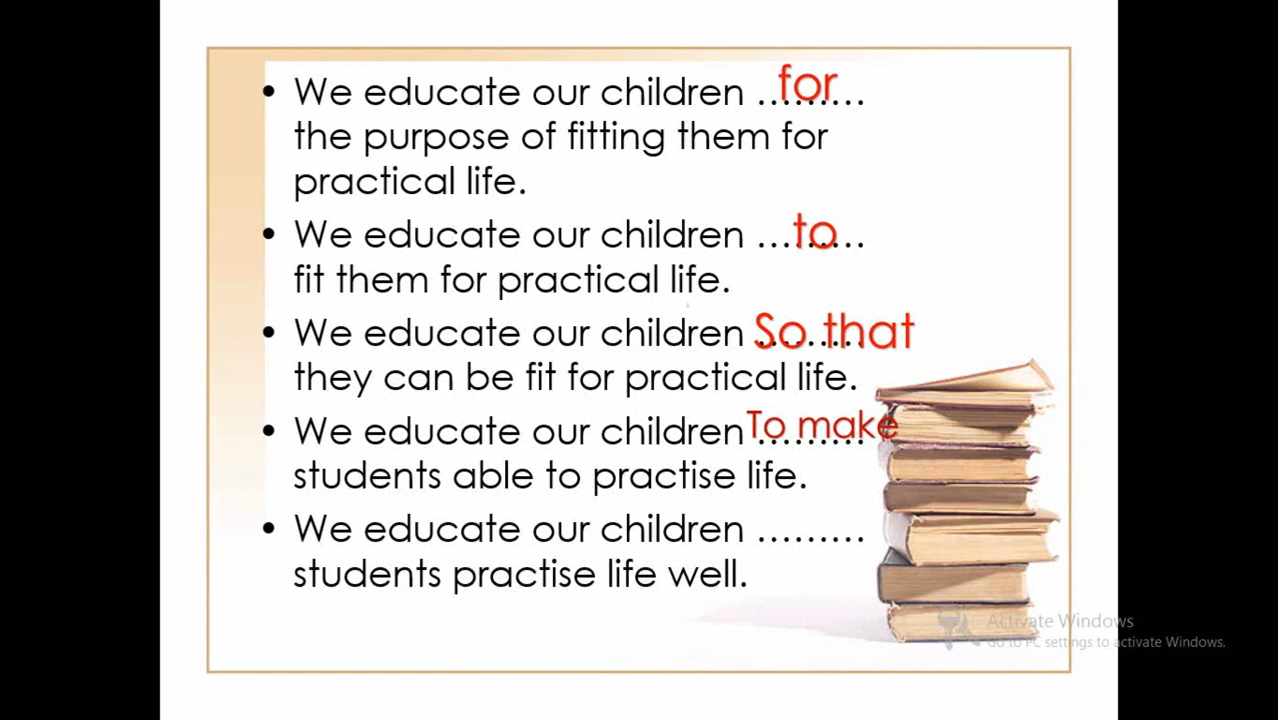 • We educate our children ……… for
the purpose of fitting them for
practical life.
• We educate our children ……… to
fit them for practical life.
• We educate our children ……… So that
they can be fit for practical life.
• We educate our children ……… To make
students able to practise life.
• We educate our children ………
students practise life well.
Activate Windows
Go to PC settings to activate Windows.